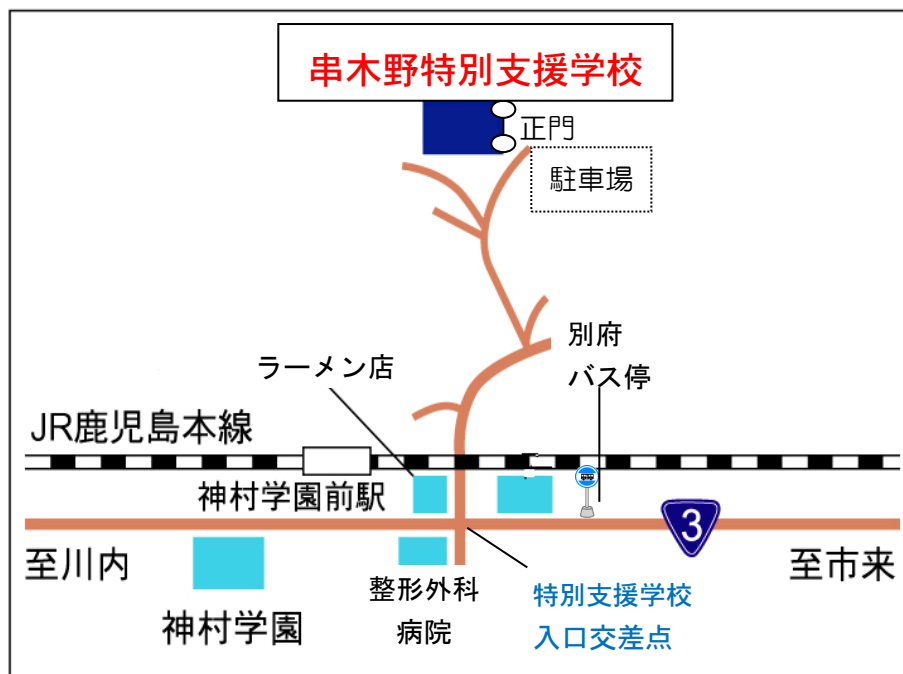 串木野特別支援学校
正門
駐車場
別府
バス停
ラーメン店
JR鹿児島本線
神村学園前駅
3
至川内
至市来
神村学園
整形外科
病院
特別支援学校
入口交差点